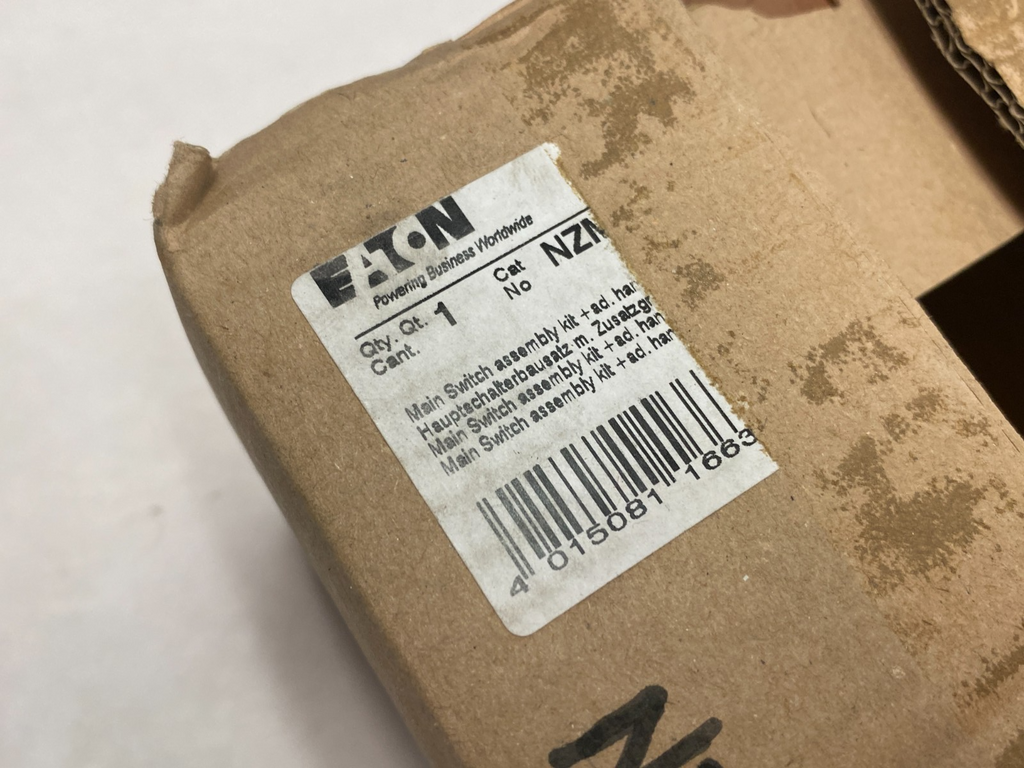 EATON
Powering Business Worldwide
Qty. Qt. 1 Cat NZM
Cant. No
Main Switch assembly kit +ad. han
Hauptschalterbausatz m. Zusatzgr
Main Switch assembly kit +ad. han
Main Switch assembly kit +ad. han
4 015081 1663